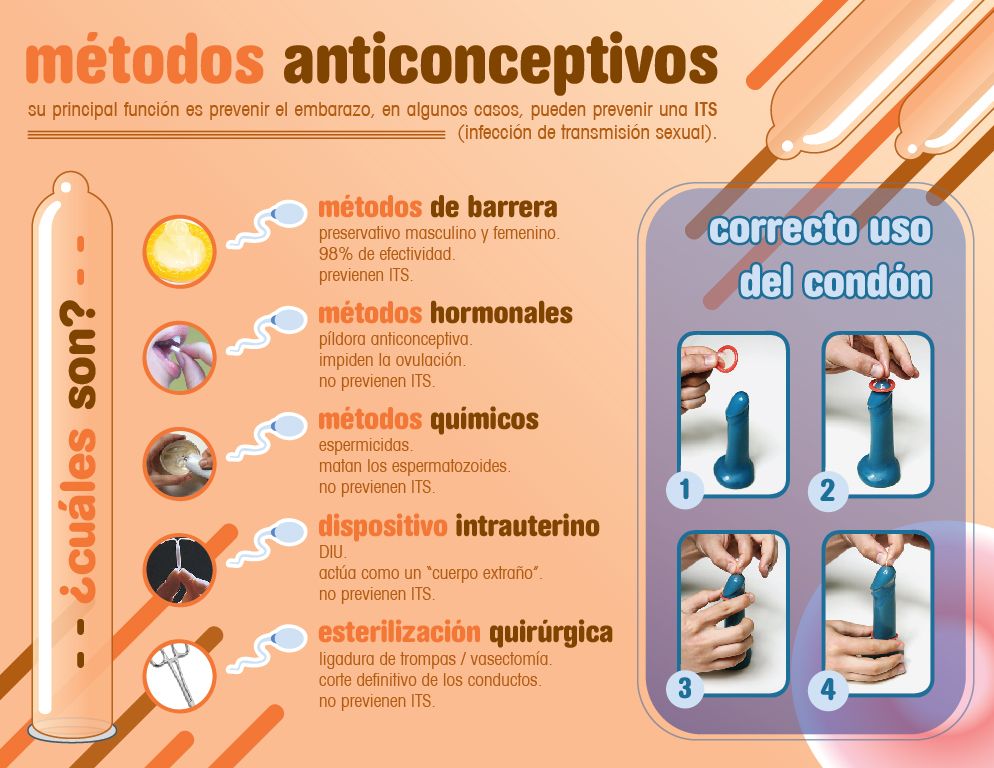 métodos anticonceptivos
su principal función es prevenir el embarazo, en algunos casos, pueden prevenir una ITS
(infección de transmisión sexual).
¿cuáles son?
métodos de barrera
preservativo masculino y femenino.
98% de efectividad.
previenen ITS.
métodos hormonales
píldora anticonceptiva.
impiden la ovulación.
no previenen ITS.
métodos químicos
espermicidas.
matan los espermatozoides.
no previenen ITS.
dispositivo intrauterino
DIU.
actúa como un “cuerpo extraño”.
no previenen ITS.
esterilización quirúrgica
ligadura de trompas / vasectomía.
corte definitivo de los conductos.
no previenen ITS.
correcto uso
del condón
1
2
3
4